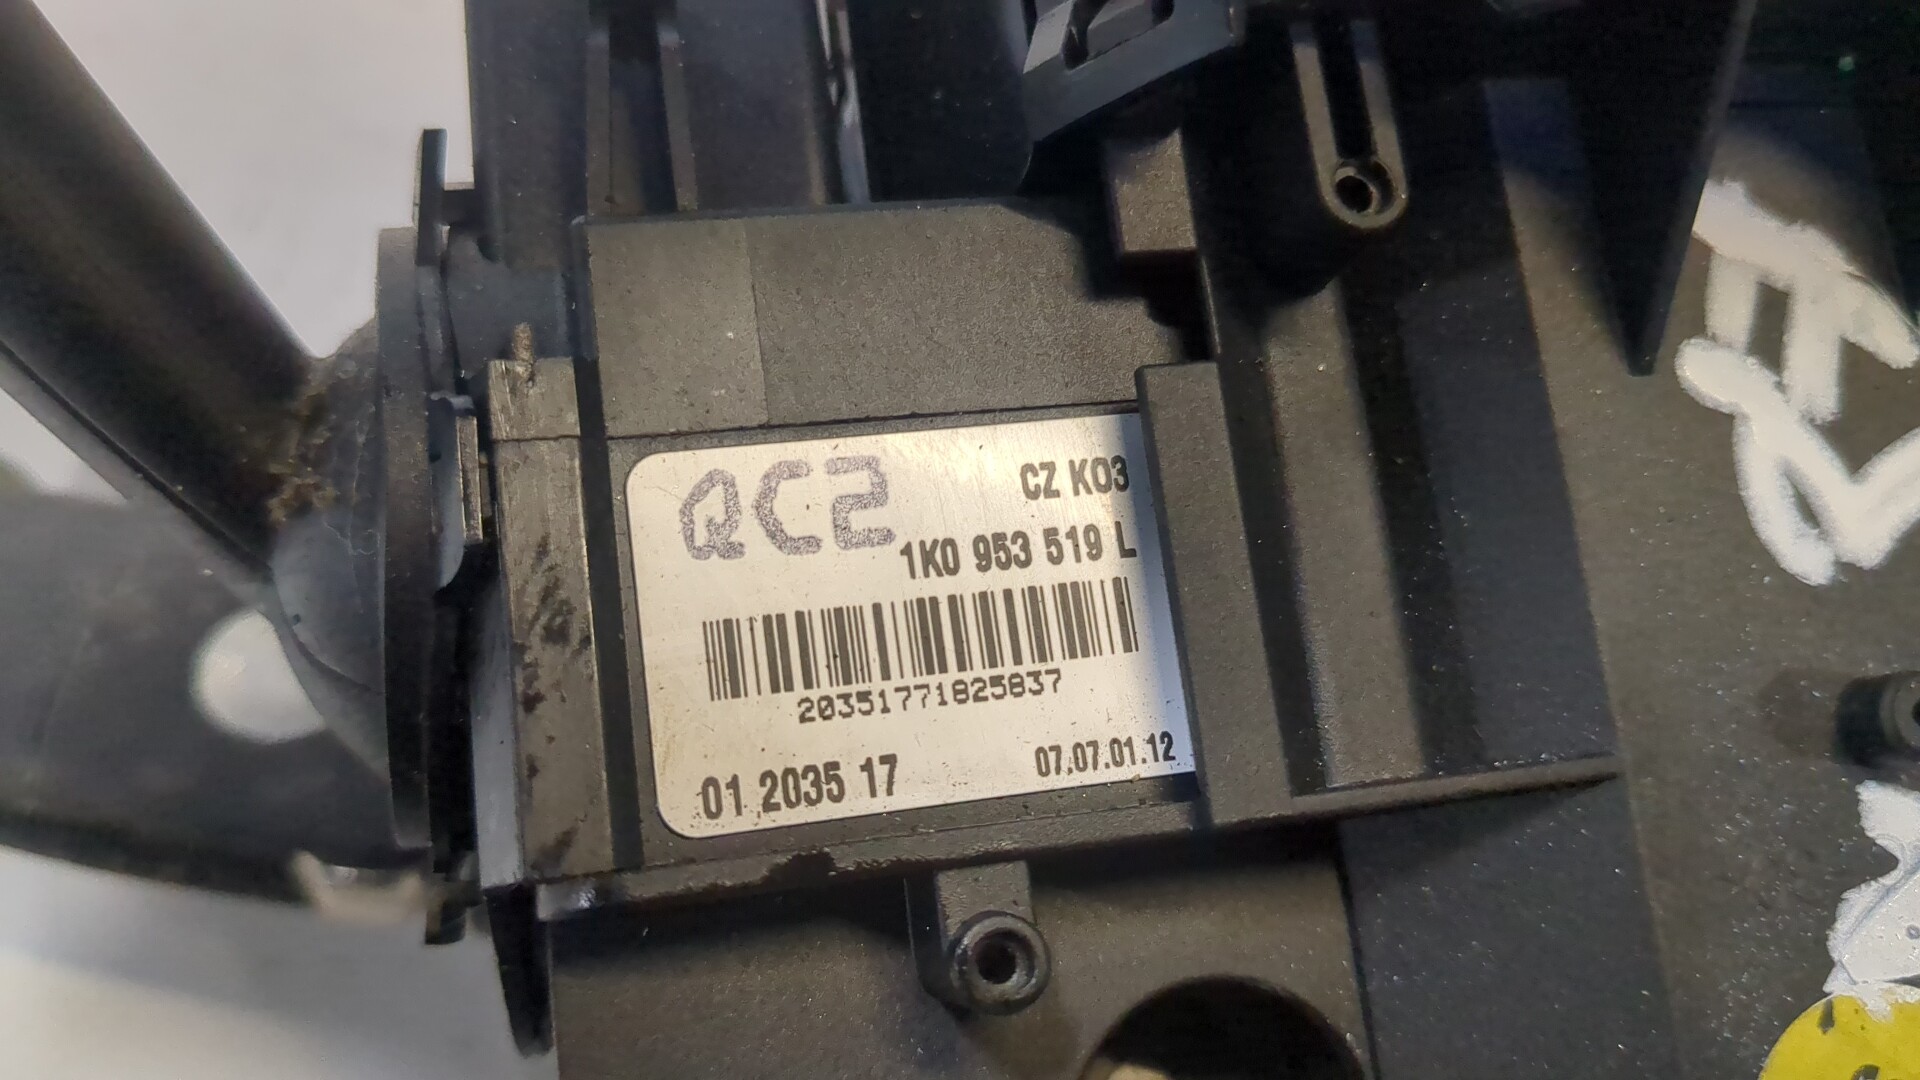 QC2
CZ K03
1K0 953 519 L
20351771825837
01 2035 17
07.07.01.12